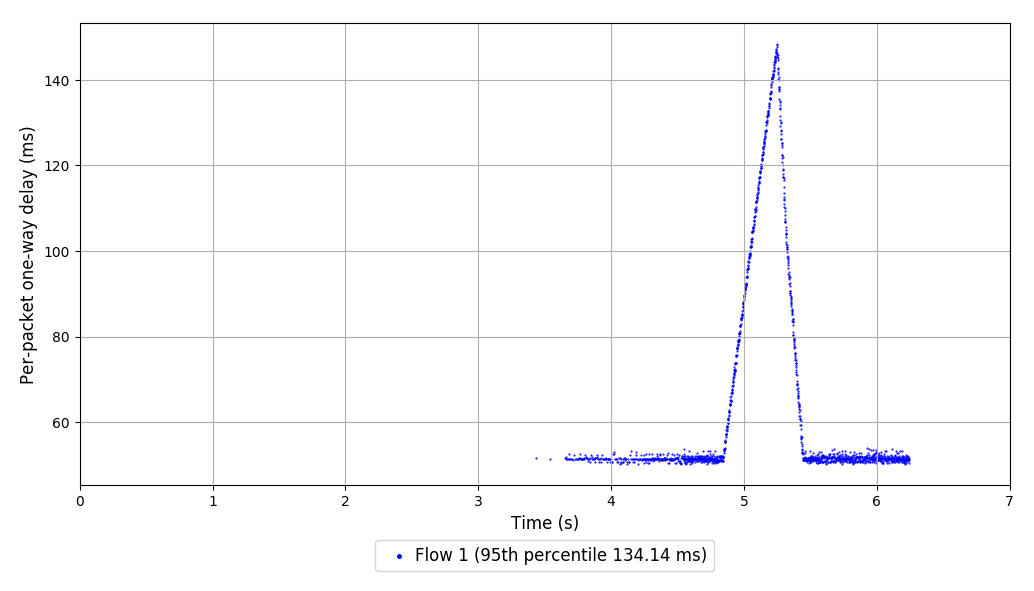 Per-packet one-way delay (ms)
140
120
100
80
60
0 1 2 3 4 5 6 7
Time (s)
Flow 1 (95th percentile 134.14 ms)